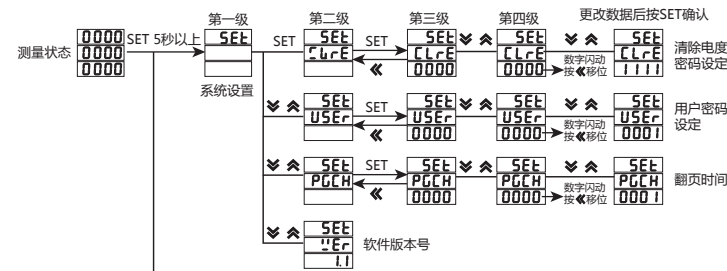 第一级 第二级 第三级 第四级 更改数据后按SET确认
测量状态 0000 0000 0000 SET 5秒以上 SEt 系统设置
SET SEt CLrE SET SEt CLrE 0000 SEt CLrE 0000 数字闪动 按移位 SEt CLrE 1111 清除电度 密码设定
SEt USEr SET SEt USEr 0000 SEt USEr 0000 数字闪动 按移位 SEt USEr 0001 用户密码 设定
SEt PGCH SET SEt PGCH 0000 SEt PGCH 0000 数字闪动 按移位 SEt PGCH 0001 翻页时间
SEt VEr 1.1 软件版本号